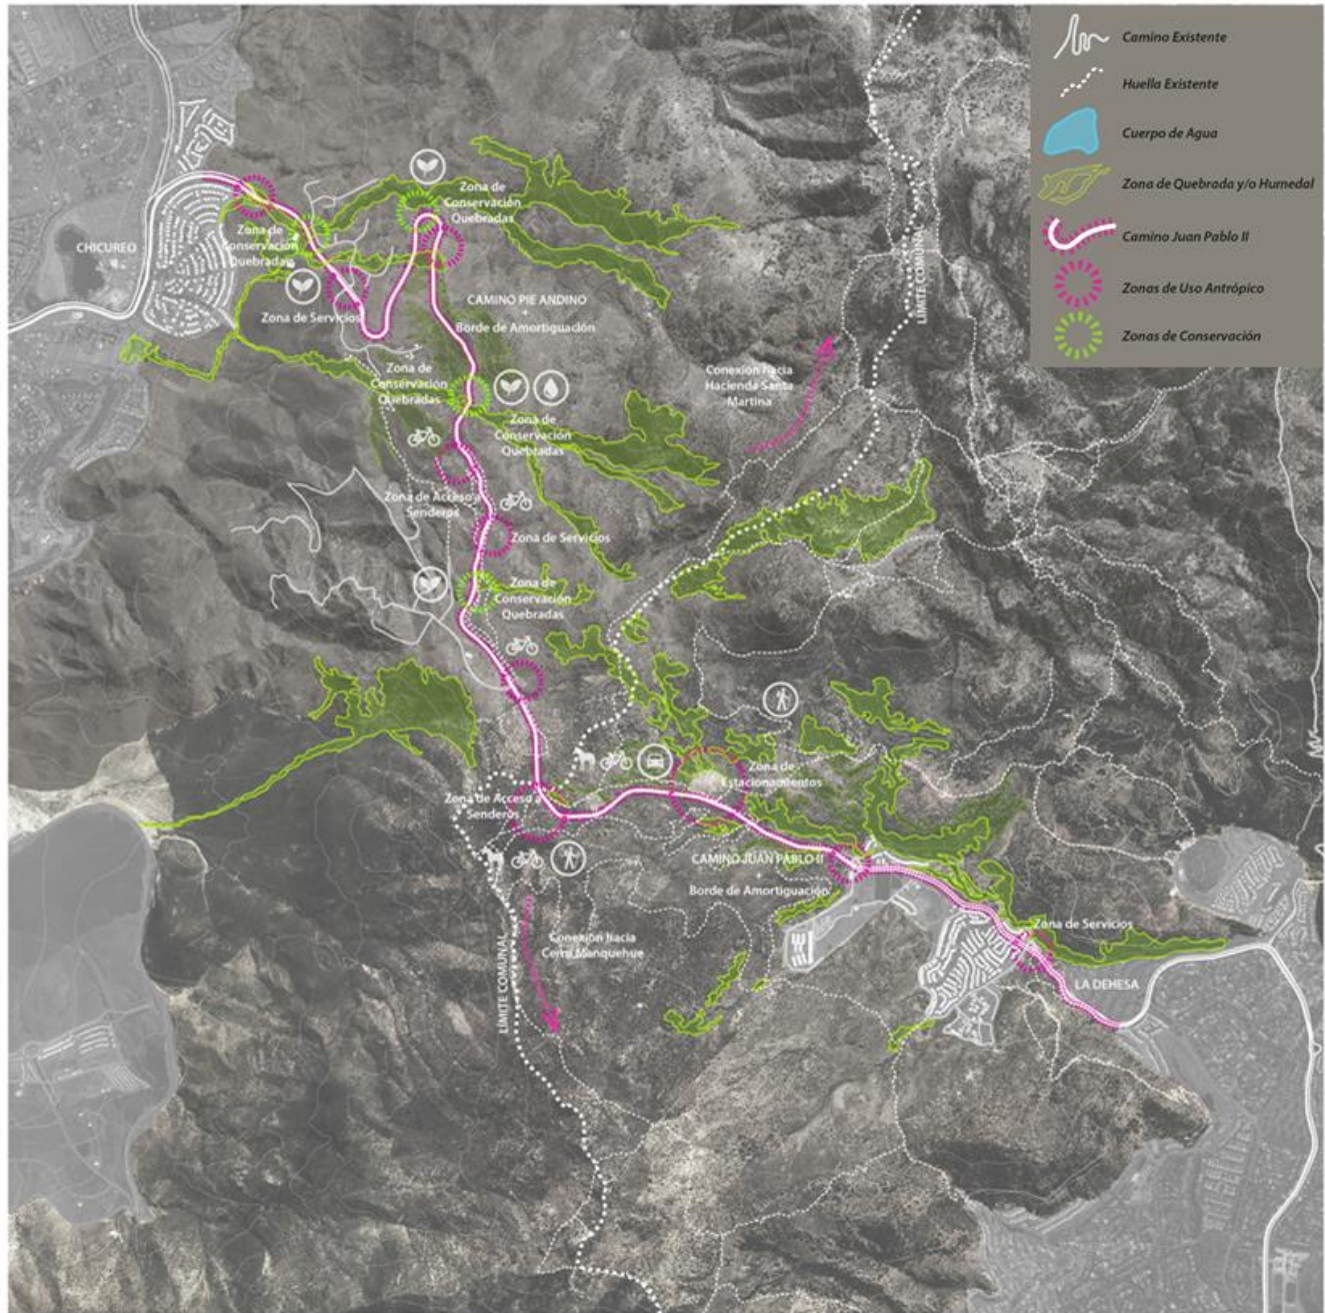 Camino Existente
Huella Existente
Cuerpo de Agua
Zona de Quebrada y/o Humedal
Camino Juan Pablo II
Zonas de Uso Antrópico
Zonas de Conservación
Zona de
Conservación
Quebradas
CHICUREO
Zona de
Conservación
Quebradas
Zona de Servicios
CAMINO PIE ANDINO
+
Borde de Amortiguación
LÍMITE COMUNAL
Zona de
Conservación
Quebradas
Conexión hacia
Hacienda Santa
Martina
Zona de
Conservación
Quebradas
Zona de Acceso a
Senderos
Zona de Servicios
Zona de
Conservación
Quebradas
Zona de
Estacionamientos
Zona de Acceso a
Senderos
CAMINO JUAN PABLO II
+
Borde de Amortiguación
Zona de Servicios
Conexión hacia
Cerro Manquehue
LÍMITE COMUNAL
LA DEHESA